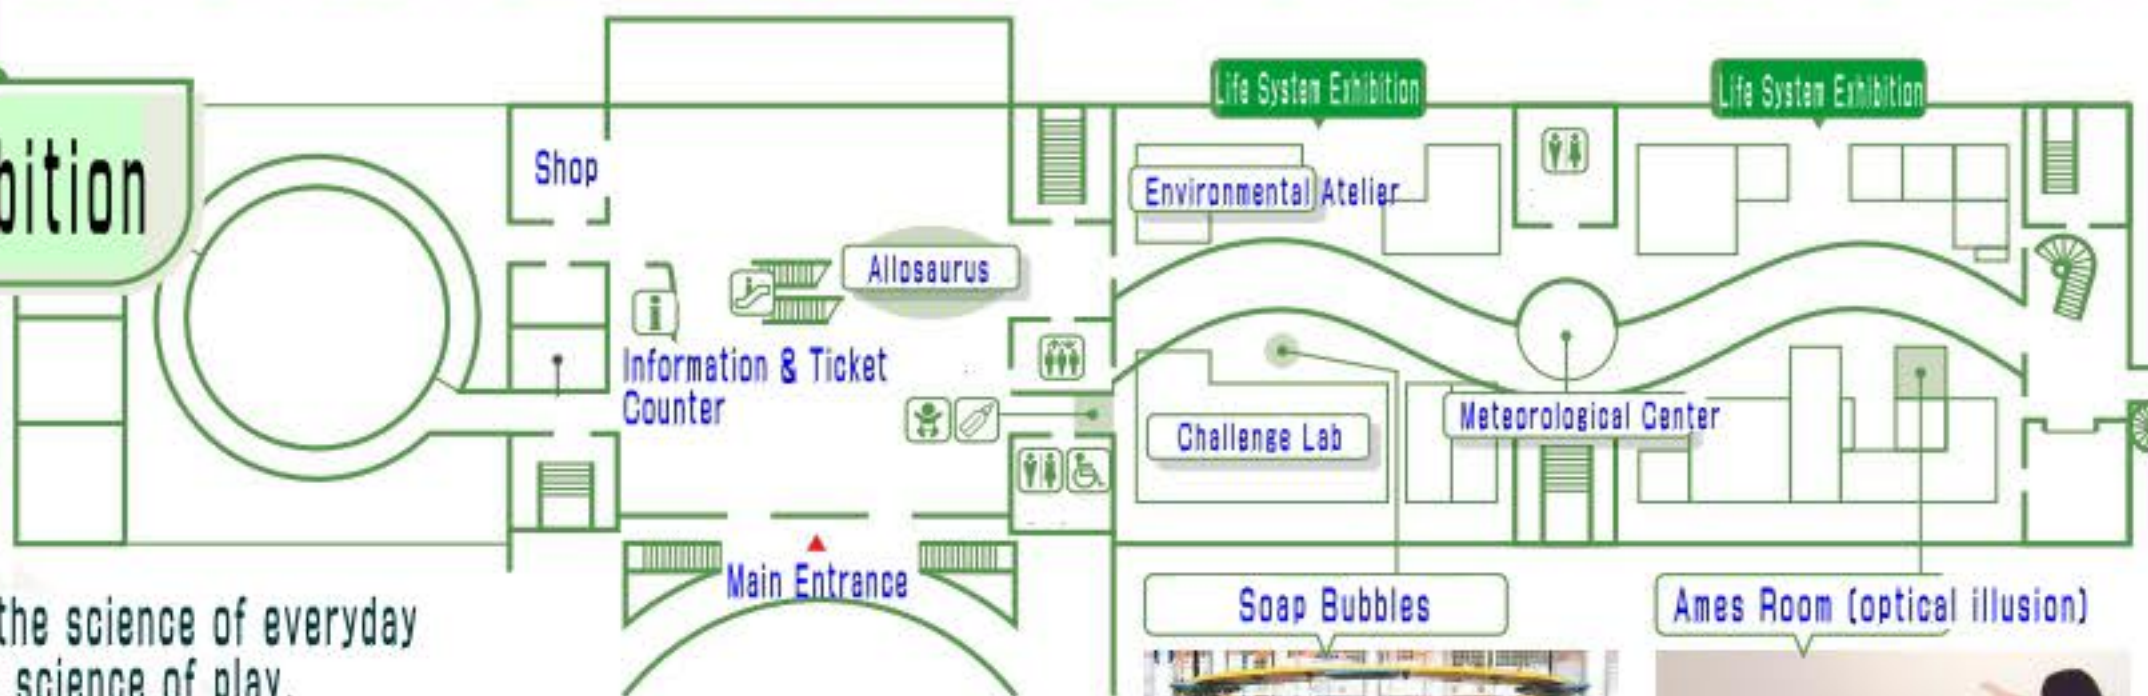 Life System Exhibition
Life System Exhibition
bition
Shop
Environmental Atelier
Allosaurus
Information & Ticket
Counter
Meteorological Center
Challenge Lab
Main Entrance
Soap Bubbles
Ames Room (optical illusion)
the science of everyday
science of play.